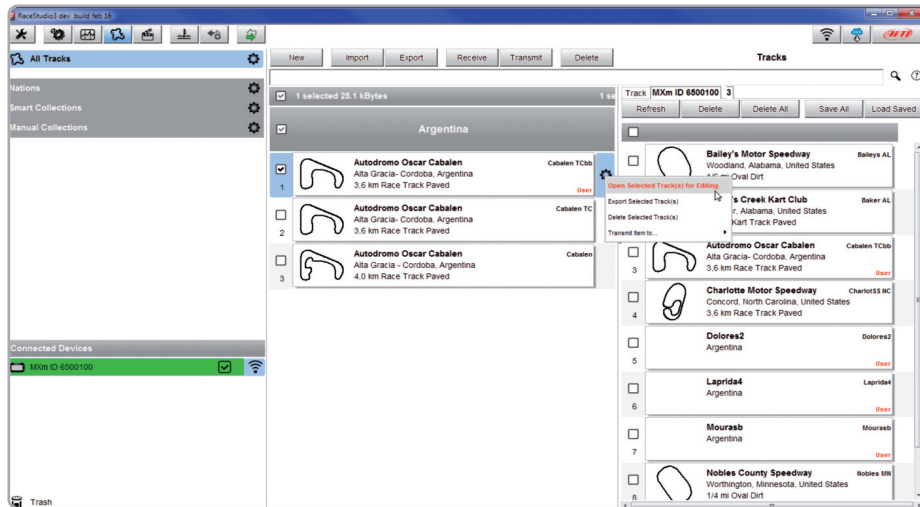 RaceStudio3 dev build feb 16
AiM
All Tracks
Nations
Smart Collections
Manual Collections
Connected Devices
MXm ID 6500100
Trash
New Import Export Receive Transmit Delete
Tracks
1 selected 25.1 kBytes 1 se
Argentina
1
Autodromo Oscar Cabalen Cabalen TCbb
Alta Gracia- Cordoba, Argentina
3,6 km Race Track Paved
User
2
Autodromo Oscar Cabalen Cabalen TC
Alta Gracia- Cordoba, Argentina
3,6 km Race Track Paved
3
Autodromo Oscar Cabalen Cabalen
Alta Gracia - Cordoba, Argentina
4,0 km Race Track Paved
Open Selected Track(s) for Editing
Export Selected Track(s)
Delete Selected Track(s)
Transmit Item to...
Track MXm ID 6500100 3
Refresh Delete Delete All Save All Load Saved
Bailey's Motor Speedway Baileys AL
Woodland, Alabama, United States
Oval Dirt
's Creek Kart Club Baker AL
r, Alabama, United States
Kart Track Paved
3
Autodromo Oscar Cabalen Cabalen TCbb
Alta Gracia- Cordoba, Argentina
3,6 km Race Track Paved
User
4
Charlotte Motor Speedway CharlotSS NC
Concord, North Carolina, United States
3,6 km Race Track Paved
5
Dolores2 Dolores2
Argentina
User
6
Laprida4 Laprida4
Argentina
User
7
Mourasb Mourasb
Argentina
User
8
Nobles County Speedway Nobles MN
Worthington, Minnesota, United States
1/4 mi Oval Dirt